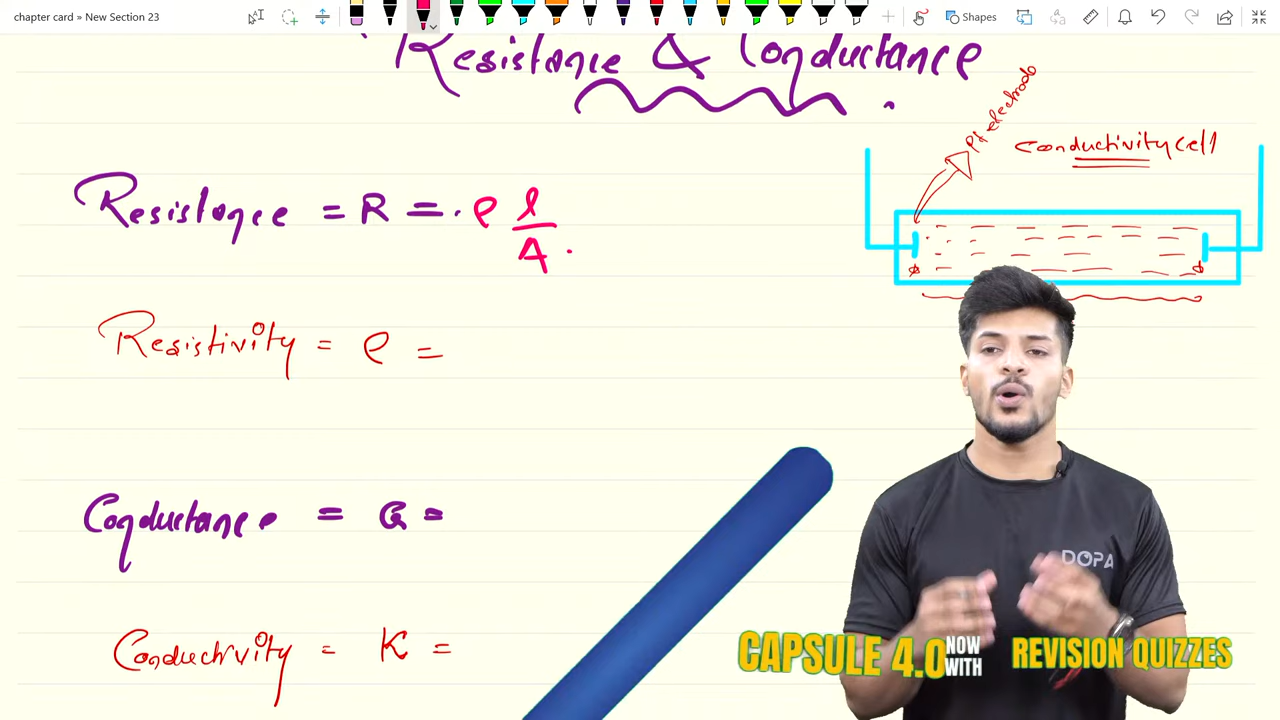 chapter card » New Section 23
Shapes
Resistance & Conductance
Pt electrode
Conductivity cell
Resistance = R = ρ l/A
Resistivity = ρ =
Conductance = G =
Conductivity = K =
DOPA
CAPSULE 4.0 NOW WITH REVISION QUIZZES